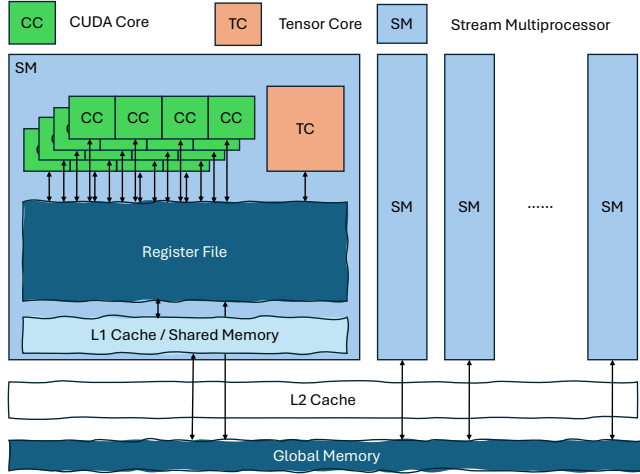 CC CUDA Core TC Tensor Core SM Stream Multiprocessor
SM
CC CC CC CC TC
SM SM ...... SM
Register File
L1 Cache / Shared Memory
L2 Cache
Global Memory